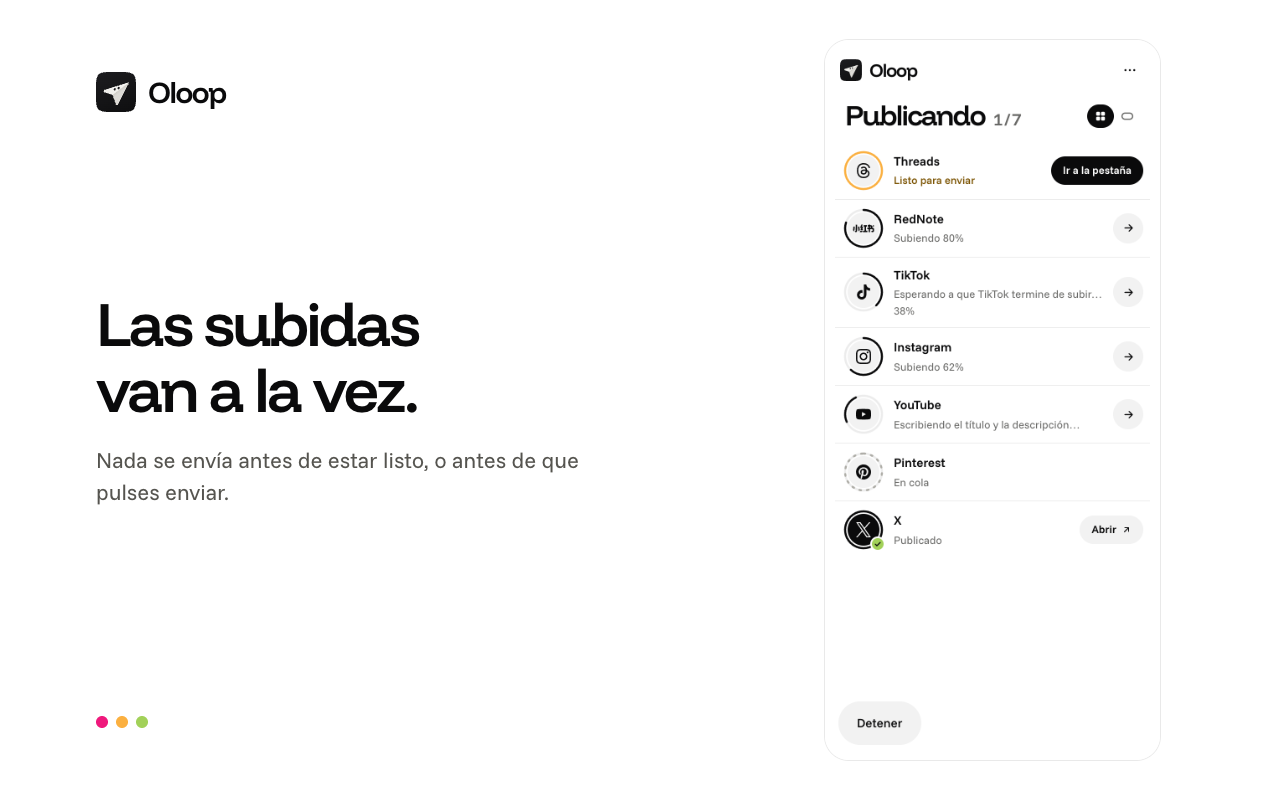 Oloop
Las subidas
van a la vez.
Nada se envía antes de estar listo, o antes de que
pulses enviar.
Oloop
Publicando 1/7
Threads
Listo para enviar
Ir a la pestaña
小红书
RedNote
Subiendo 80%
TikTok
Esperando a que TikTok termine de subir…
38%
Instagram
Subiendo 62%
YouTube
Escribiendo el título y la descripción…
Pinterest
En cola
X
Publicado
Abrir
Detener